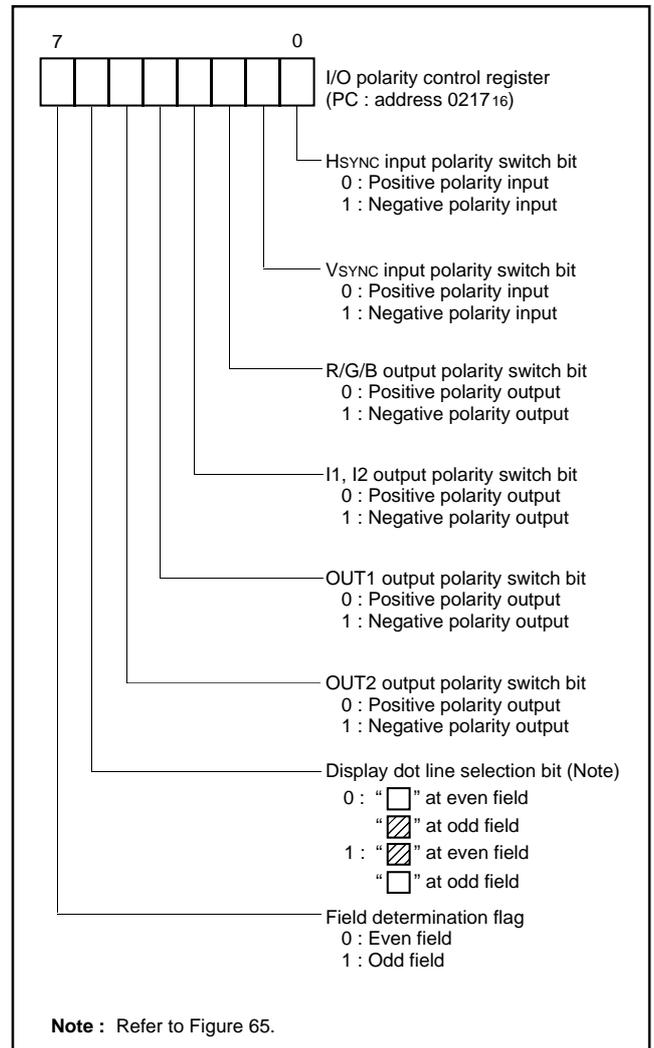 7 0
I/O polarity control register
(PC : address 021716)
HSYNC input polarity switch bit
0 : Positive polarity input
1 : Negative polarity input
VSYNC input polarity switch bit
0 : Positive polarity input
1 : Negative polarity input
R/G/B output polarity switch bit
0 : Positive polarity output
1 : Negative polarity output
I1, I2 output polarity switch bit
0 : Positive polarity output
1 : Negative polarity output
OUT1 output polarity switch bit
0 : Positive polarity output
1 : Negative polarity output
OUT2 output polarity switch bit
0 : Positive polarity output
1 : Negative polarity output
Display dot line selection bit (Note)
0 : “ ” at even field
“ ” at odd field
1 : “ ” at even field
“ ” at odd field
Field determination flag
0 : Even field
1 : Odd field
Note : Refer to Figure 65.